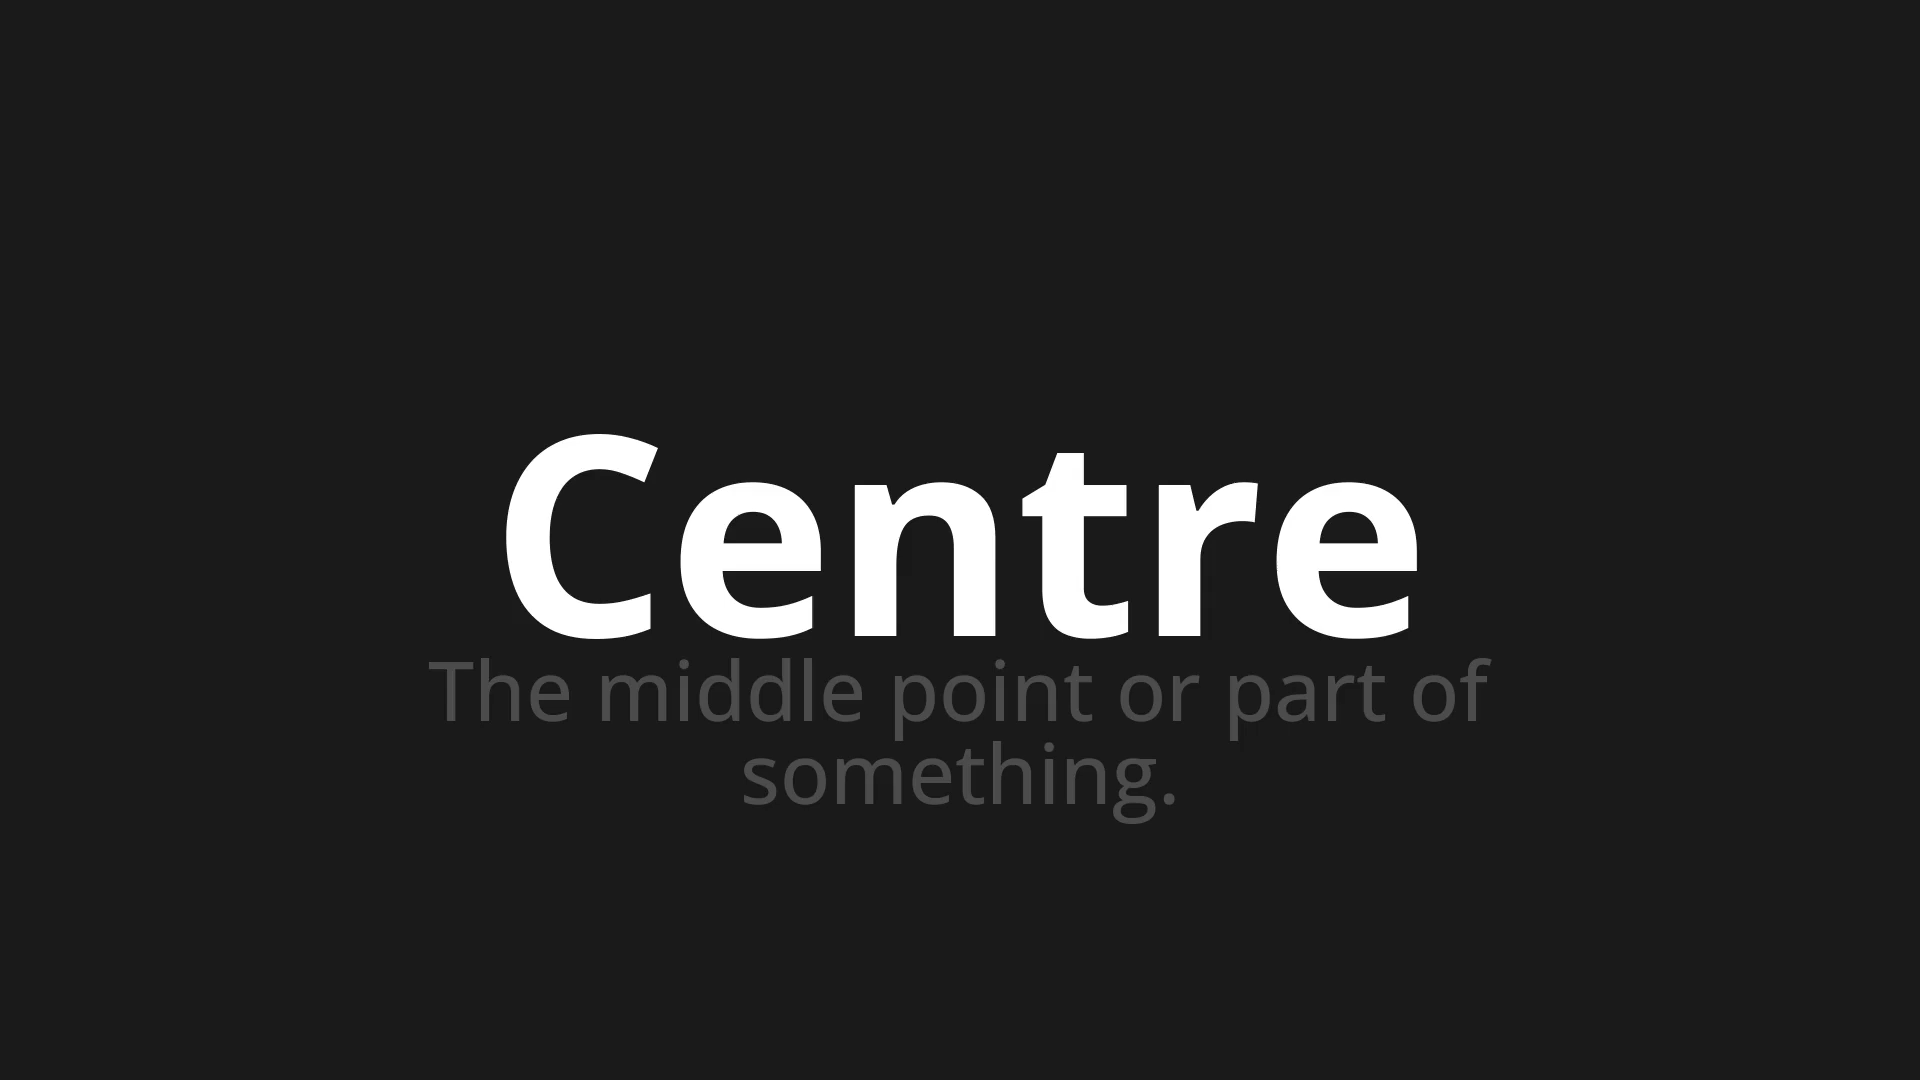 Centre
The middle point or part of
something.